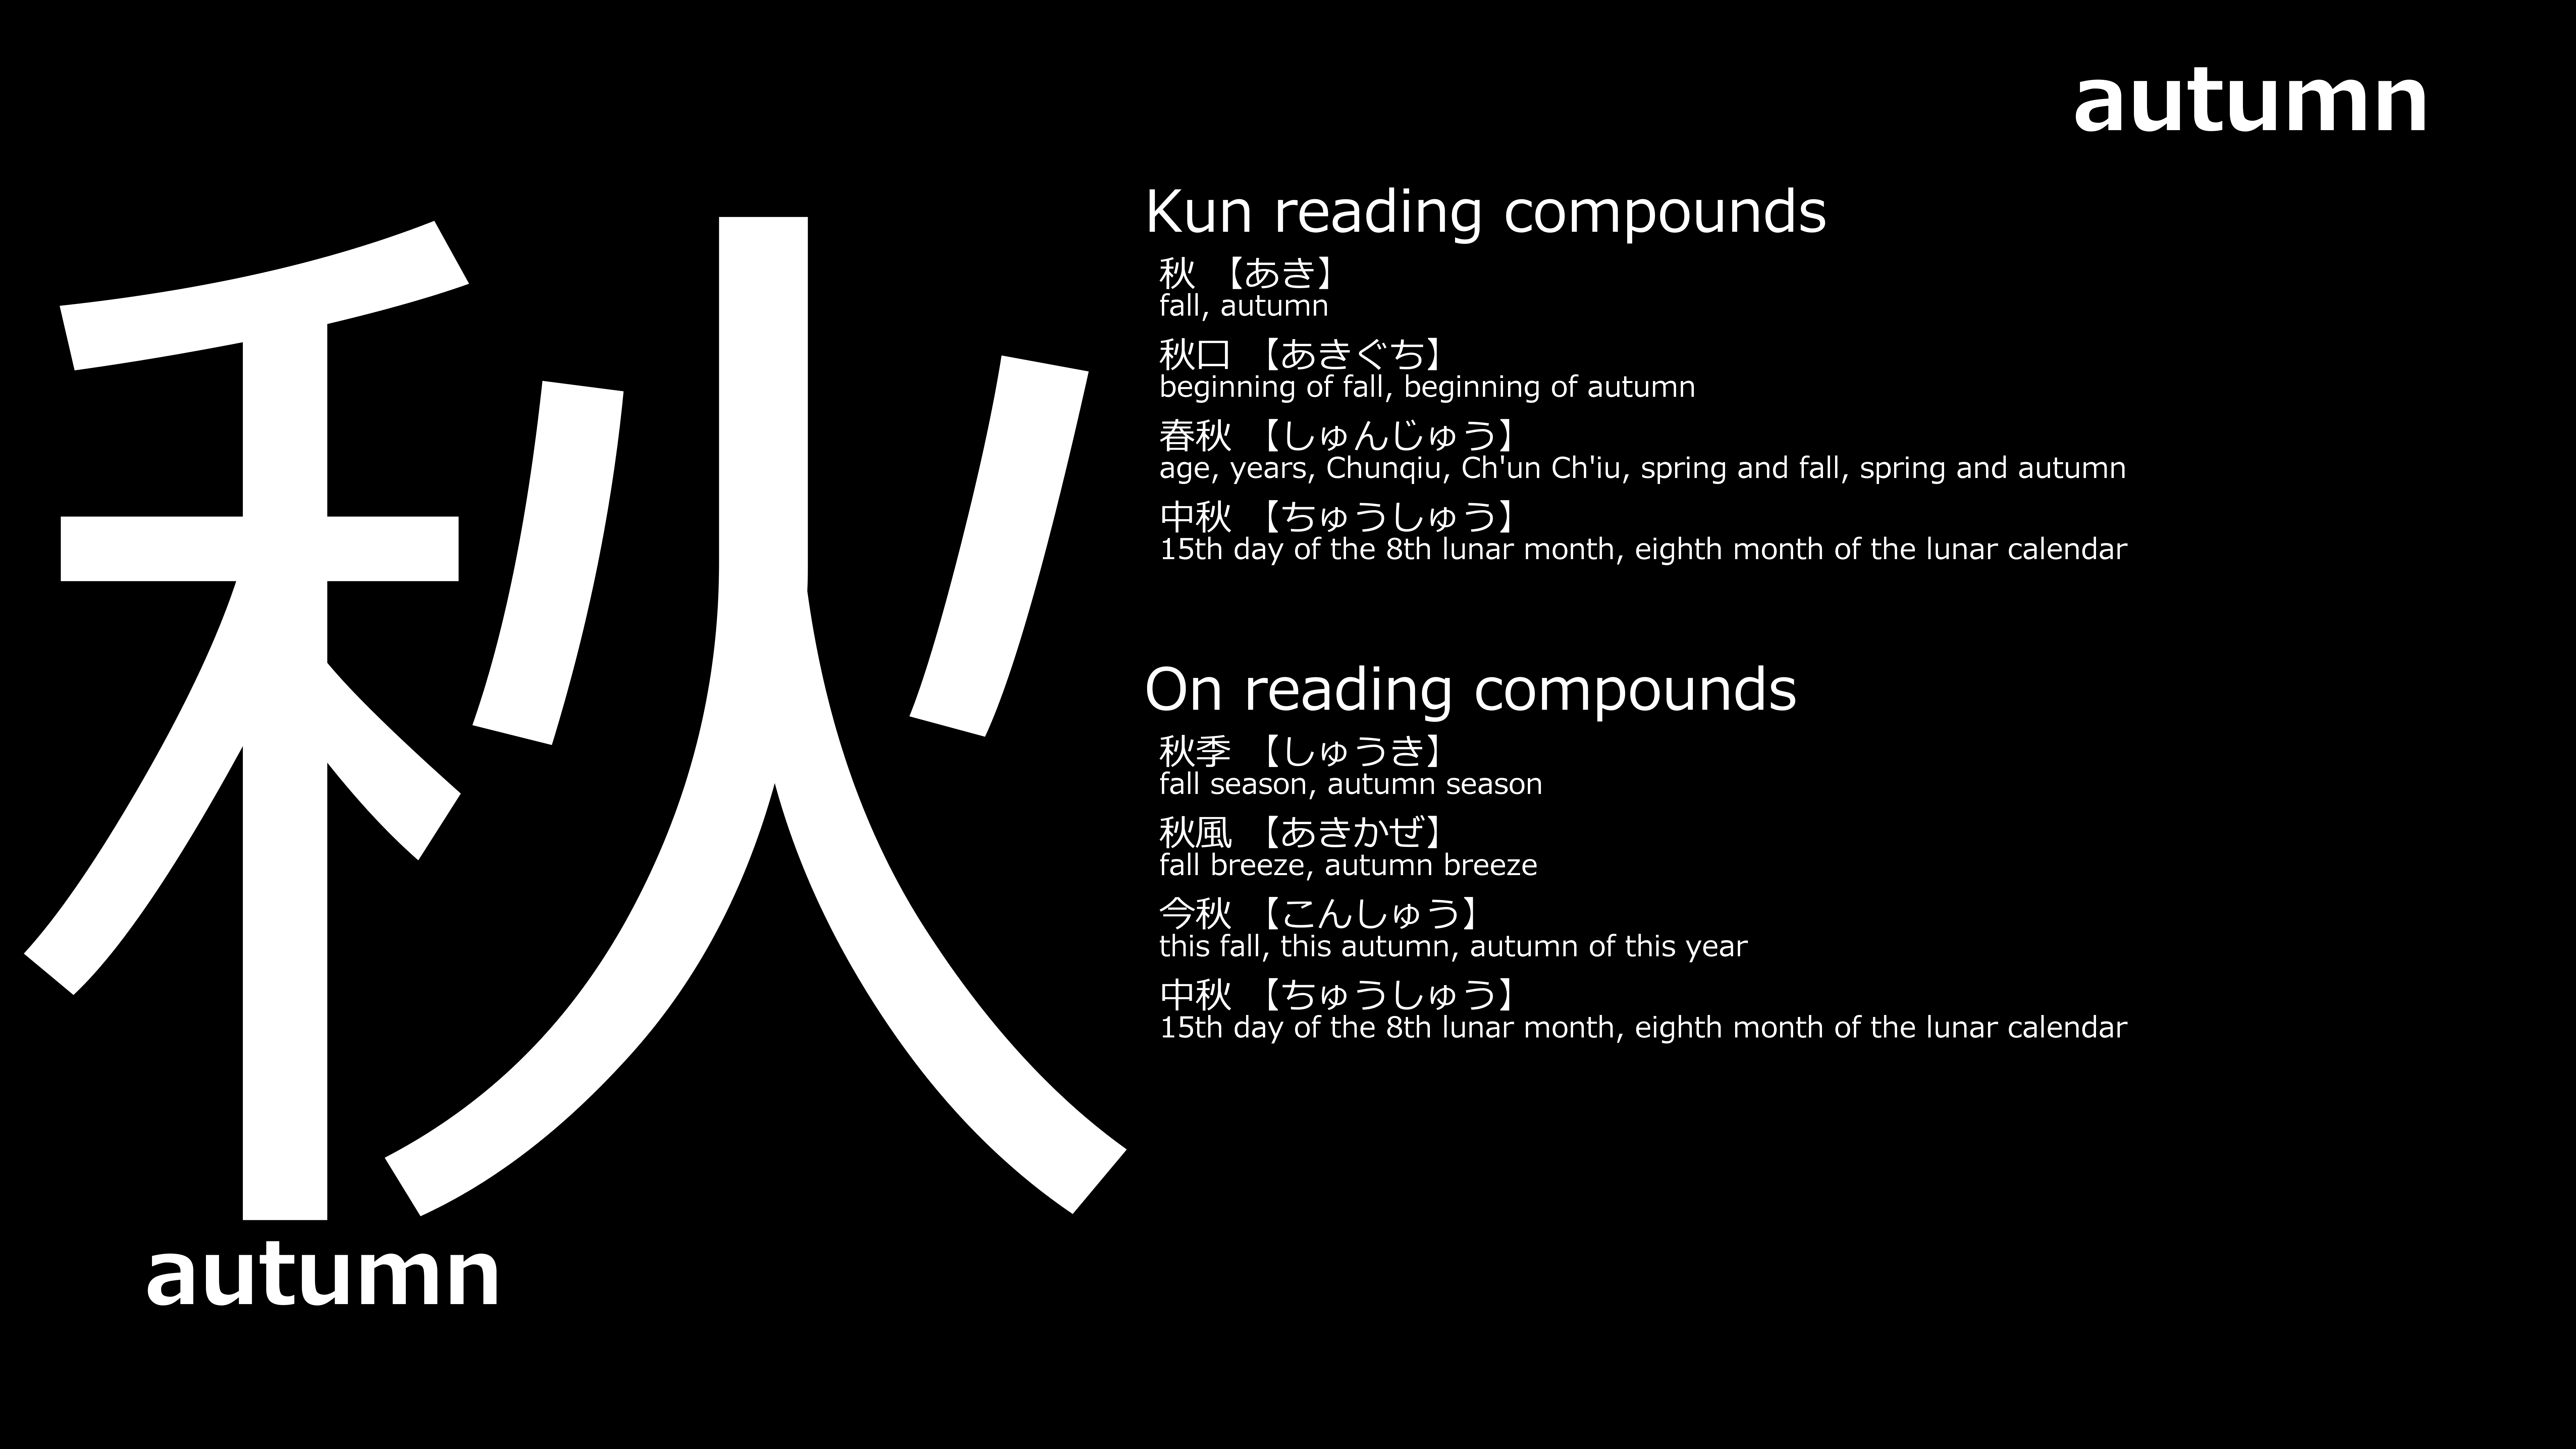 autumn
秋
autumn
Kun reading compounds
秋 【あき】
fall, autumn
秋口 【あきぐち】
beginning of fall, beginning of autumn
春秋 【しゅんじゅう】
age, years, Chunqiu, Ch'un Ch'iu, spring and fall, spring and autumn
中秋 【ちゅうしゅう】
15th day of the 8th lunar month, eighth month of the lunar calendar
On reading compounds
秋季 【しゅうき】
fall season, autumn season
秋風 【あきかぜ】
fall breeze, autumn breeze
今秋 【こんしゅう】
this fall, this autumn, autumn of this year
中秋 【ちゅうしゅう】
15th day of the 8th lunar month, eighth month of the lunar calendar